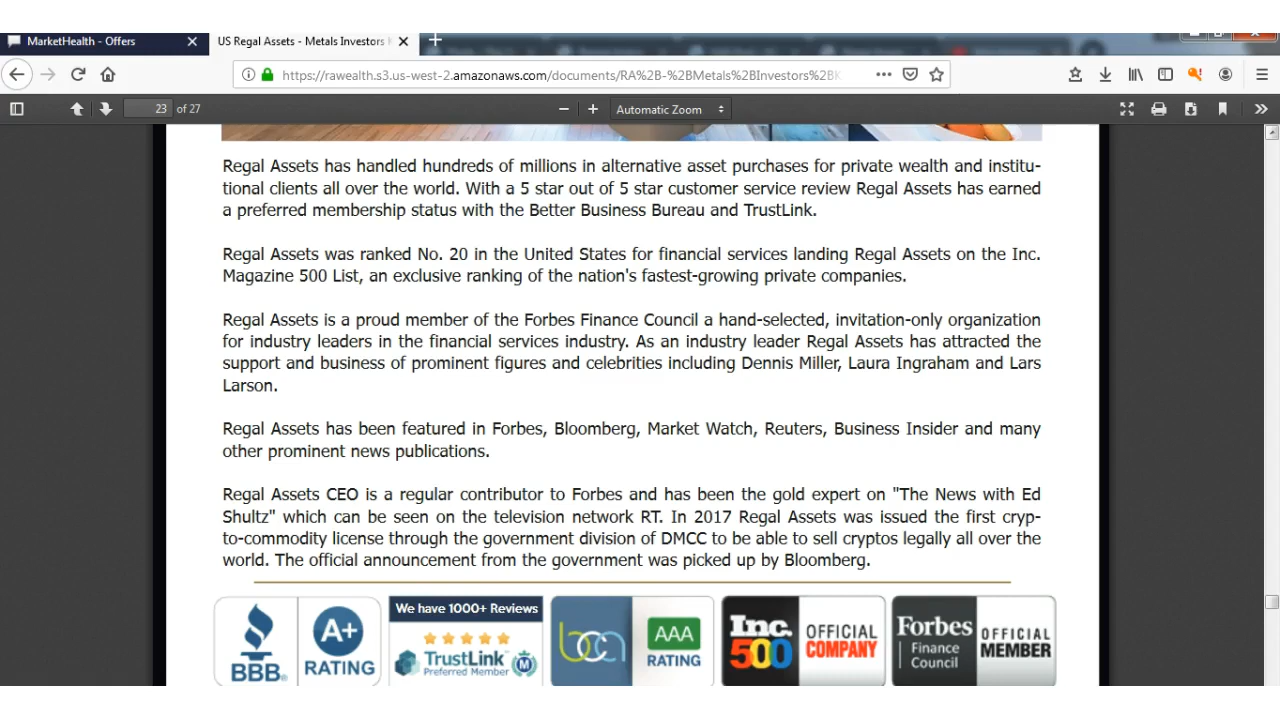 MarketHealth - Offers
US Regal Assets - Metals Investors
https://rawealth.s3.us-west-2.amazonaws.com/documents/RA%2B-%2BMetals%2BInvestors%2BK
23 of 27
Automatic Zoom
Regal Assets has handled hundreds of millions in alternative asset purchases for private wealth and institu-
tional clients all over the world. With a 5 star out of 5 star customer service review Regal Assets has earned
a preferred membership status with the Better Business Bureau and TrustLink.
Regal Assets was ranked No. 20 in the United States for financial services landing Regal Assets on the Inc.
Magazine 500 List, an exclusive ranking of the nation's fastest-growing private companies.
Regal Assets is a proud member of the Forbes Finance Council a hand-selected, invitation-only organization
for industry leaders in the financial services industry. As an industry leader Regal Assets has attracted the
support and business of prominent figures and celebrities including Dennis Miller, Laura Ingraham and Lars
Larson.
Regal Assets has been featured in Forbes, Bloomberg, Market Watch, Reuters, Business Insider and many
other prominent news publications.
Regal Assets CEO is a regular contributor to Forbes and has been the gold expert on "The News with Ed
Shultz" which can be seen on the television network RT. In 2017 Regal Assets was issued the first cryp-
to-commodity license through the government division of DMCC to be able to sell cryptos legally all over the
world. The official announcement from the government was picked up by Bloomberg.
BBB®
A+
RATING
We have 1000+ Reviews
TrustLink
Preferred Member
M
bca
AAA
RATING
Inc.
500
OFFICIAL
COMPANY
Forbes
Finance
Council
OFFICIAL
MEMBER